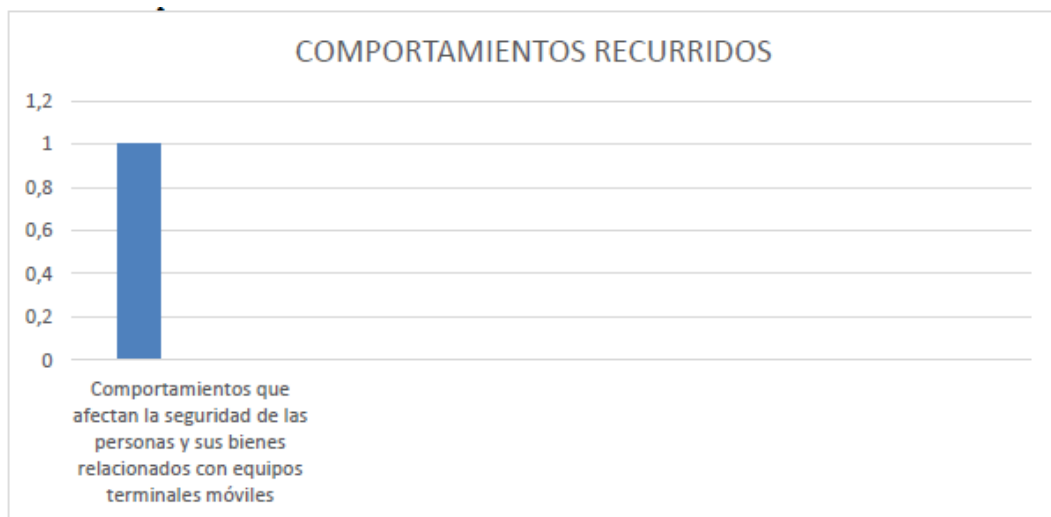 COMPORTAMIENTOS RECURRIDOS
1,2
1
0,8
0,6
0,4
0,2
0
Comportamientos que
afectan la seguridad de las
personas y sus bienes
relacionados con equipos
terminales móviles